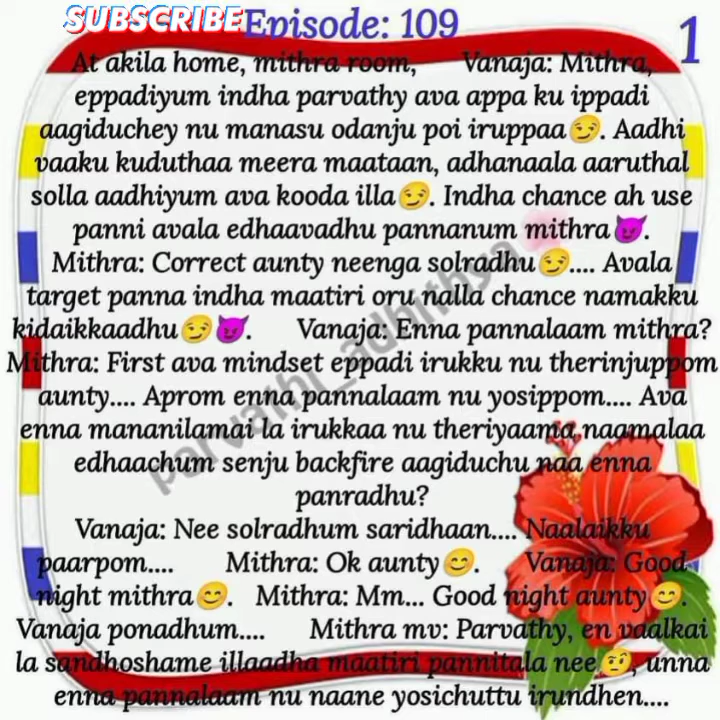 SUBSCRIBE Episode: 109
1
At akila home, mithra room, Vanaja: Mithra,
eppadiyum indha parvathy ava appa ku ippadi
aagiduchey nu manasu odanju poi iruppaa😏. Aadhi
vaaku kuduthaa meera maataan, adhanaala aaruthal
solla aadhiyum ava kooda illa😏. Indha chance ah use
panni avala edhaavadhu pannanum mithra😈.
Mithra: Correct aunty neenga solradhu😏.... Avala
target panna indha maatiri oru nalla chance namakku
kidaikkaadhu😏😈. Vanaja: Enna pannalaam mithra?
Mithra: First ava mindset eppadi irukku nu therinjuppom
aunty.... Aprom enna pannalaam nu yosippom.... Ava
enna mananilamai la irukkaa nu theriyaama naamalaa
edhaachum senju backfire aagiduchu naa enna
panradhu?
Vanaja: Nee solradhum saridhaan.... Naalaikku
paarpom.... Mithra: Ok aunty😊. Vanaja: Good
night mithra😊. Mithra: Mm... Good night aunty😊.
Vanaja ponadhum.... Mithra mv: Parvathy, en vaalkai
la sandhoshame illaadha maatiri pannitala nee🤨, unna
enna pannalaam nu naane yosichuttu irundhen....
parvathi_adhithya